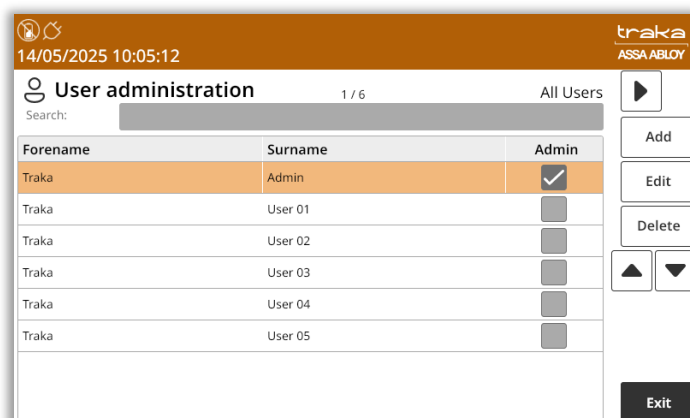 traka
14/05/2025 10:05:12
ASSA ABLOY
User administration 1 / 6 All Users
Search:
Forename Surname Admin
Traka Admin
Traka User 01
Traka User 02
Traka User 03
Traka User 04
Traka User 05
Add
Edit
Delete
Exit